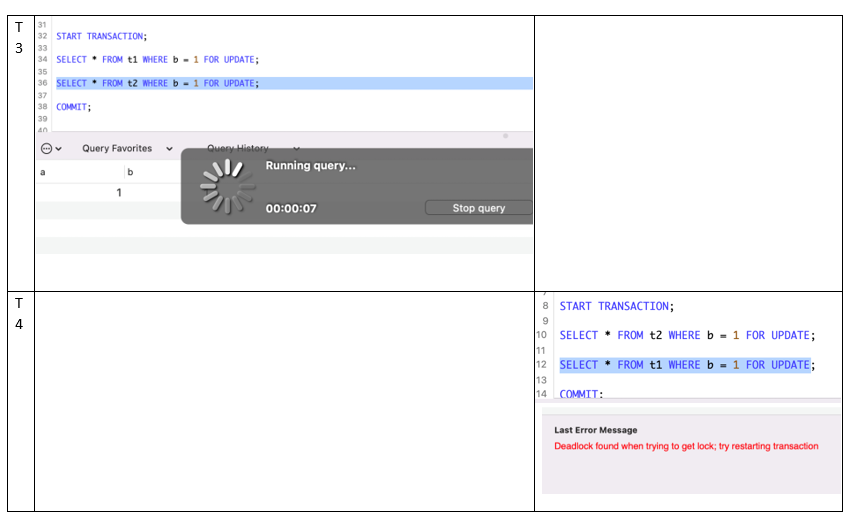 T
3
31
32 START TRANSACTION;
33
34 SELECT * FROM t1 WHERE b = 1 FOR UPDATE;
35
36 SELECT * FROM t2 WHERE b = 1 FOR UPDATE;
37
38 COMMIT;
39
40
Query Favorites Query History
a b
1
Running query...
00:00:07 Stop query
T
4
7
8 START TRANSACTION;
9
10 SELECT * FROM t2 WHERE b = 1 FOR UPDATE;
11
12 SELECT * FROM t1 WHERE b = 1 FOR UPDATE;
13
14 COMMIT;
Last Error Message
Deadlock found when trying to get lock; try restarting transaction